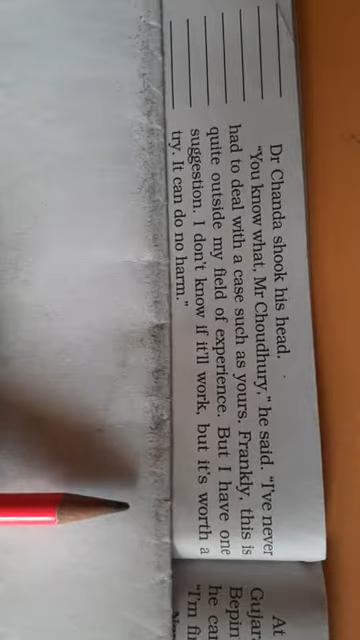 Dr Chanda shook his head.
"You know what, Mr Choudhury," he said. "I've never
had to deal with a case such as yours. Frankly, this is
quite outside my field of experience. But I have one
suggestion. I don't know if it'll work, but it's worth a
try. It can do no harm."
At
Gujar
Bepin
he car
"I'm fi